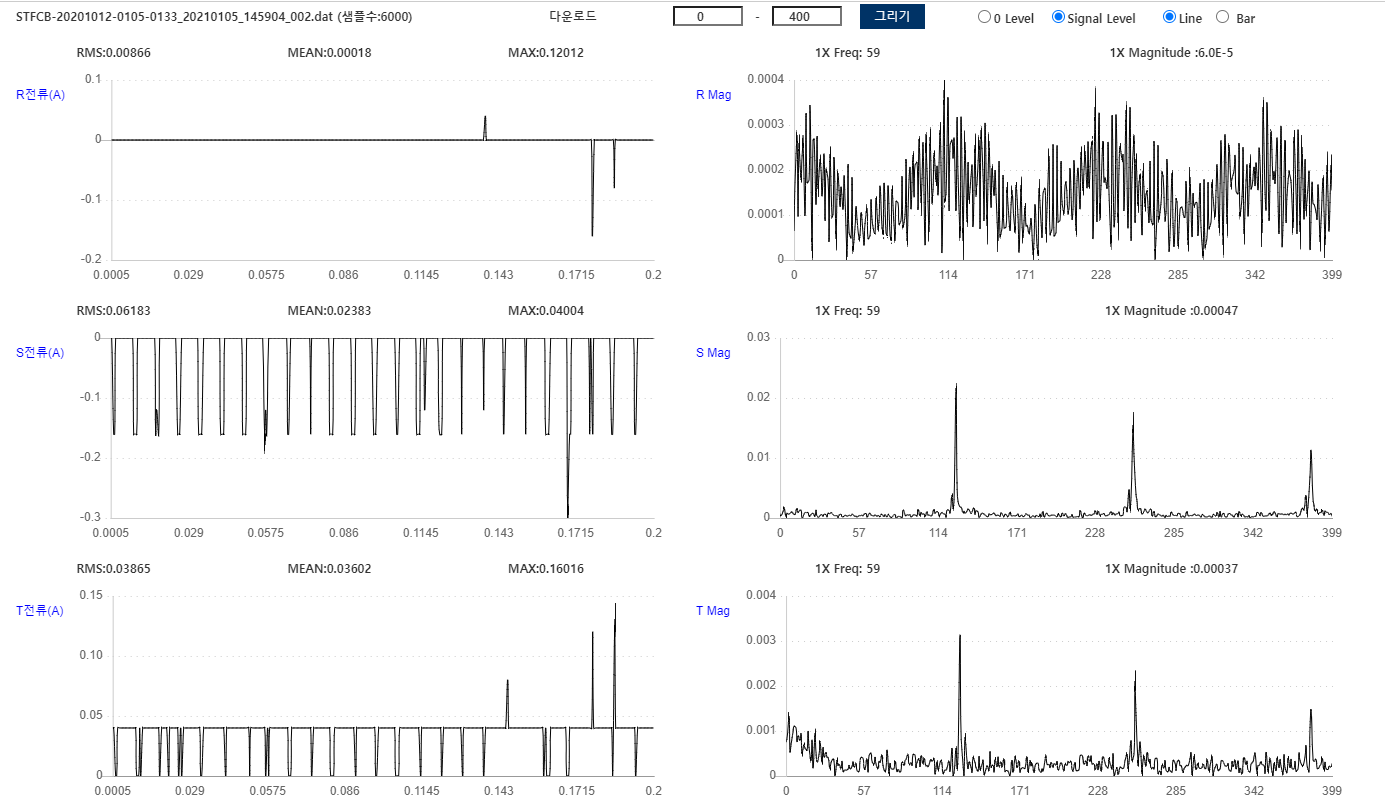 STFCB-20201012-0105-0133_20210105_145904_002.dat (샘플수:6000) 다운로드 0 - 400 그리기 0 Level Signal Level Line Bar
RMS:0.00866 MEAN:0.00018 MAX:0.12012 1X Freq: 59 1X Magnitude :6.0E-5
R전류(A)
0.1
0
-0.1
-0.2
0.0005 0.029 0.0575 0.086 0.1145 0.143 0.1715 0.2
R Mag
0.0004
0.0003
0.0002
0.0001
0
0 57 114 171 228 285 342 399
RMS:0.06183 MEAN:0.02383 MAX:0.04004 1X Freq: 59 1X Magnitude :0.00047
S전류(A)
0
-0.1
-0.2
-0.3
0.0005 0.029 0.0575 0.086 0.1145 0.143 0.1715 0.2
S Mag
0.03
0.02
0.01
0
0 57 114 171 228 285 342 399
RMS:0.03865 MEAN:0.03602 MAX:0.16016 1X Freq: 59 1X Magnitude :0.00037
T전류(A)
0.15
0.10
0.05
0
0.0005 0.029 0.0575 0.086 0.1145 0.143 0.1715 0.2
T Mag
0.004
0.003
0.002
0.001
0
0 57 114 171 228 285 342 399